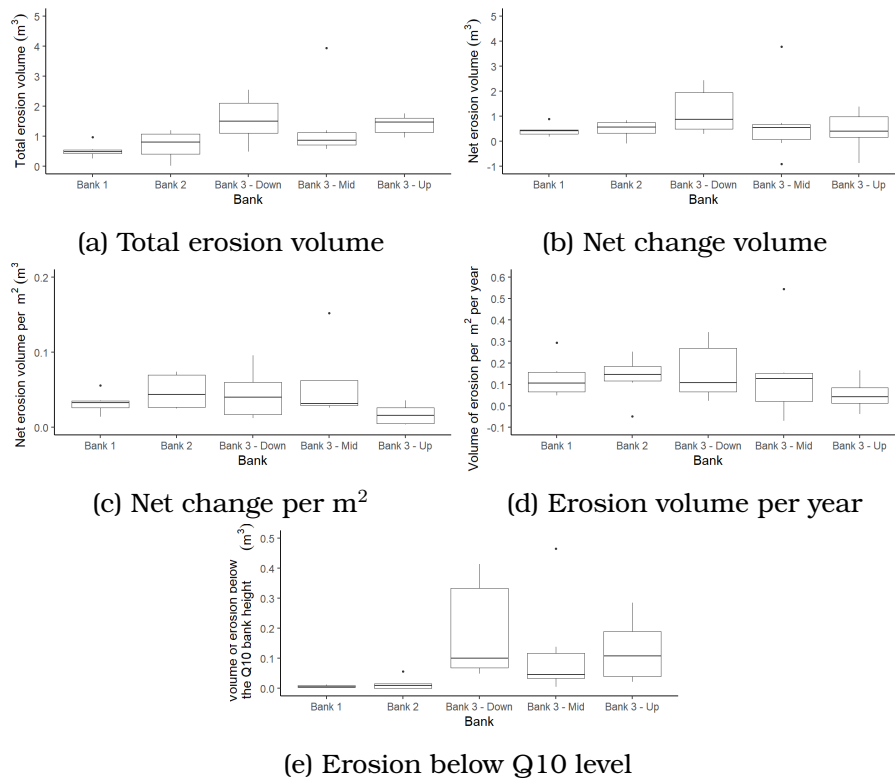 Total erosion volume (m³)
5
4
3
2
1
0
Bank 1 Bank 2 Bank 3 - Down Bank 3 - Mid Bank 3 - Up
Bank
(a) Total erosion volume
Net erosion volume (m³)
5
4
3
2
1
0
-1
Bank 1 Bank 2 Bank 3 - Down Bank 3 - Mid Bank 3 - Up
Bank
(b) Net change volume
Net erosion volume per m² (m³
0.2
0.1
0.0
Bank 1 Bank 2 Bank 3 - Down Bank 3 - Mid Bank 3 - Up
Bank
(c) Net change per m²
Volume of erosion per m² per year
0.6
0.5
0.4
0.3
0.2
0.1
0.0
-0.1
Bank 1 Bank 2 Bank 3 - Down Bank 3 - Mid Bank 3 - Up
Bank
(d) Erosion volume per year
volume of erosion below
the Q10 bank height (m³)
0.5
0.4
0.3
0.2
0.1
0.0
Bank 1 Bank 2 Bank 3 - Down Bank 3 - Mid Bank 3 - Up
Bank
(e) Erosion below Q10 level